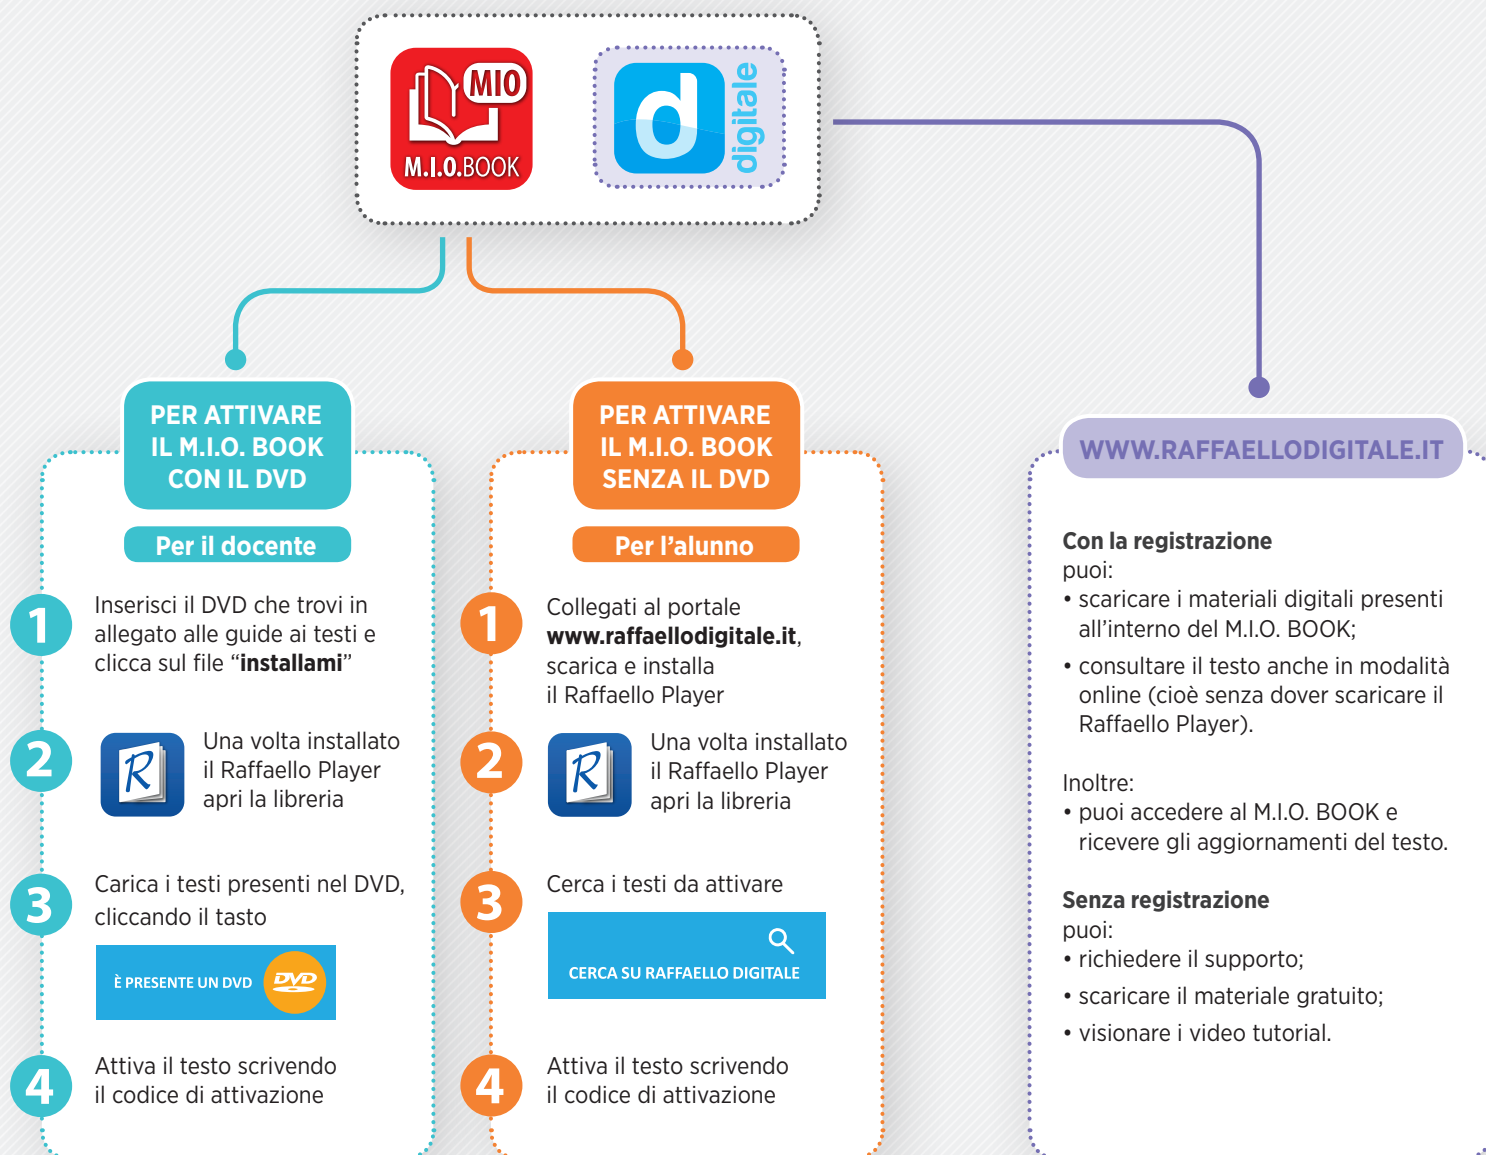 MIO
M.I.O.BOOK
d
digitale
PER ATTIVARE
IL M.I.O. BOOK
CON IL DVD
Per il docente
1
Inserisci il DVD che trovi in
allegato alle guide ai testi e
clicca sul file “installami”
2
R
Una volta installato
il Raffaello Player
apri la libreria
3
Carica i testi presenti nel DVD,
cliccando il tasto
È PRESENTE UN DVD
DVD
4
Attiva il testo scrivendo
il codice di attivazione
PER ATTIVARE
IL M.I.O. BOOK
SENZA IL DVD
Per l’alunno
1
Collegati al portale
www.raffaellodigitale.it,
scarica e installa
il Raffaello Player
2
R
Una volta installato
il Raffaello Player
apri la libreria
3
Cerca i testi da attivare
CERCA SU RAFFAELLO DIGITALE
4
Attiva il testo scrivendo
il codice di attivazione
WWW.RAFFAELLODIGITALE.IT
Con la registrazione
puoi:
• scaricare i materiali digitali presenti
all’interno del M.I.O. BOOK;
• consultare il testo anche in modalità
online (cioè senza dover scaricare il
Raffaello Player).
Inoltre:
• puoi accedere al M.I.O. BOOK e
ricevere gli aggiornamenti del testo.
Senza registrazione
puoi:
• richiedere il supporto;
• scaricare il materiale gratuito;
• visionare i video tutorial.